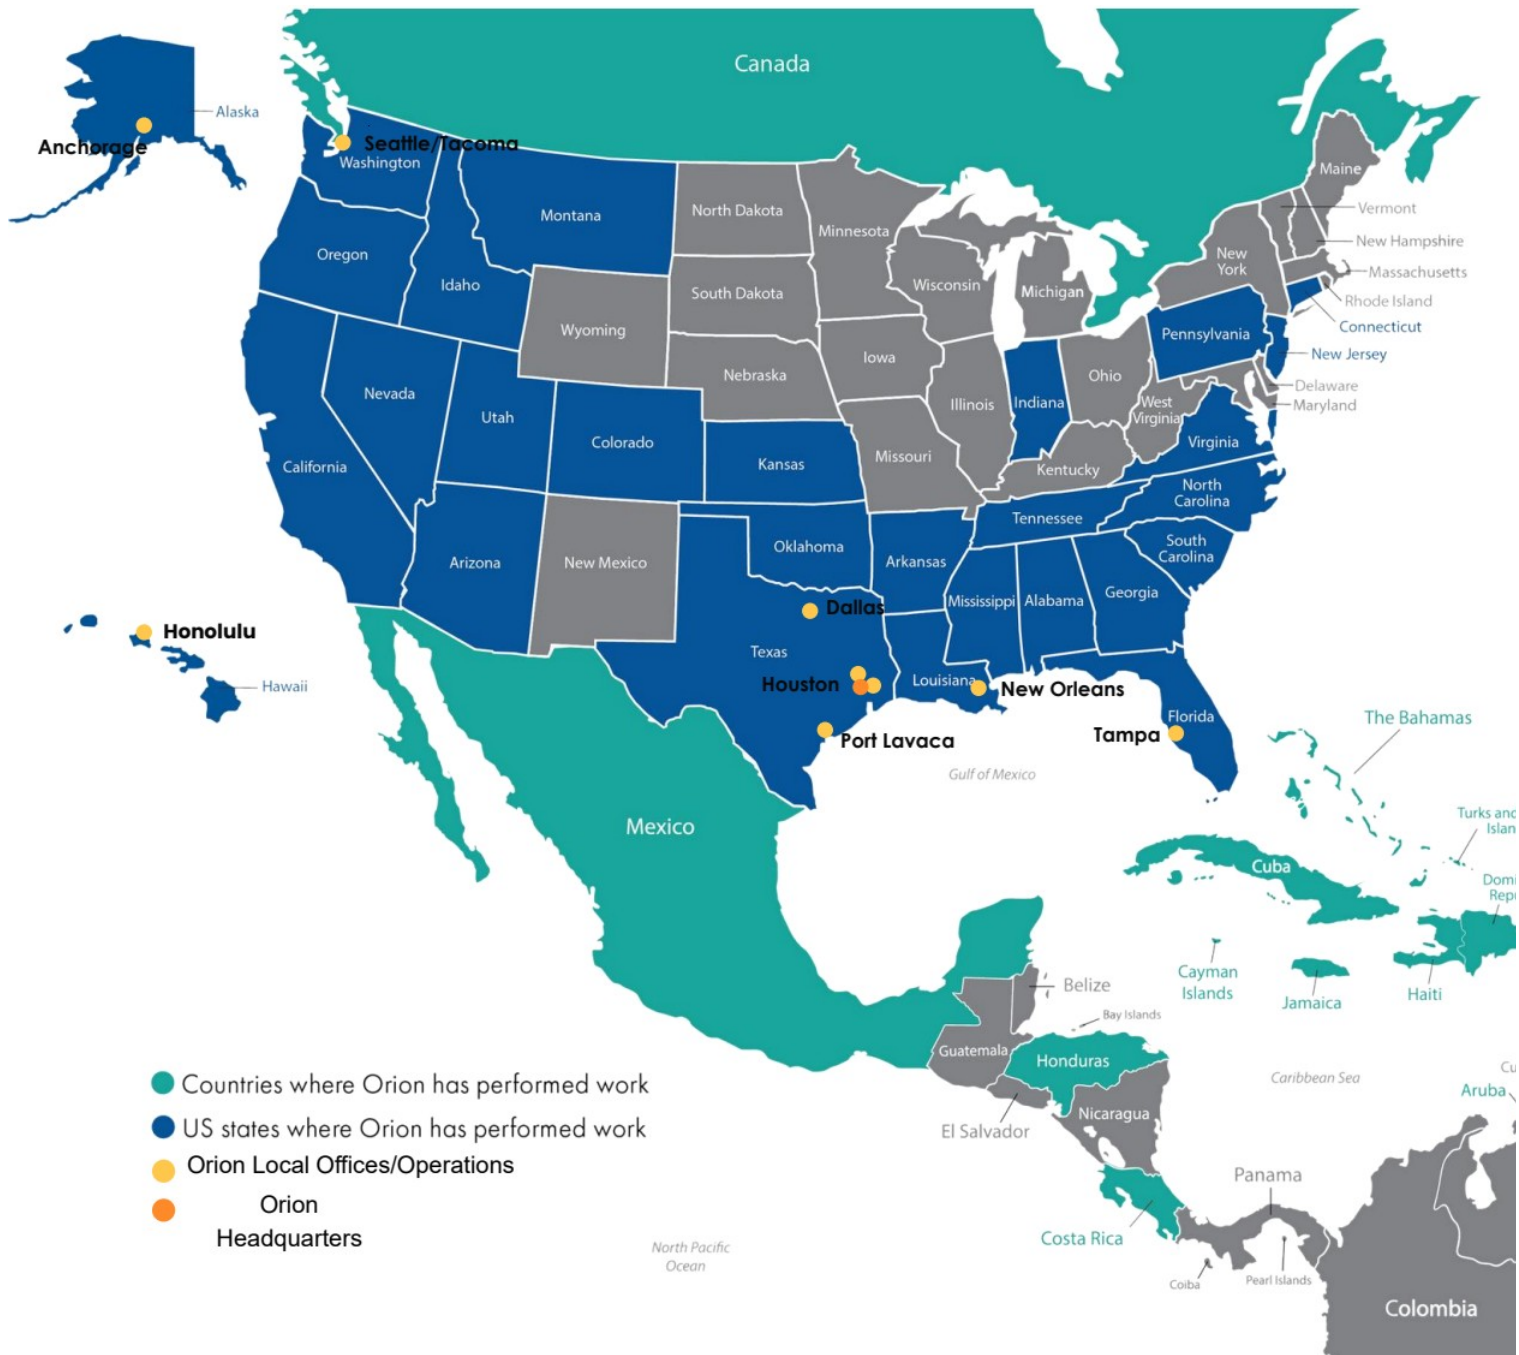 Canada
Alaska
Anchorage
Seattle/Tacoma
Washington
Maine
Montana
North Dakota
Minnesota
Vermont
Oregon
New Hampshire
New
York
Massachusetts
Idaho
South Dakota
Wisconsin
Michigan
Rhode Island
Connecticut
Wyoming
Pennsylvania
New Jersey
Iowa
Nebraska
Ohio
Delaware
Maryland
Nevada
Utah
Illinois
Indiana
West
Virginia
Colorado
Virginia
California
Kansas
Missouri
Kentucky
North
Carolina
Tennessee
Oklahoma
South
Carolina
Arizona
New Mexico
Arkansas
Mississippi
Alabama
Georgia
Dallas
Honolulu
Texas
Hawaii
Houston
Louisiana
New Orleans
Florida
The Bahamas
Port Lavaca
Tampa
Gulf of Mexico
Mexico
Turks and
Islan
Cuba
Domi
Repu
Cayman
Islands
Jamaica
Haiti
Belize
Bay Islands
Guatemala
Honduras
Caribbean Sea
Cu
Aruba
Nicaragua
El Salvador
Panama
Costa Rica
Coiba
Pearl Islands
Colombia
North Pacific
Ocean
Countries where Orion has performed work
US states where Orion has performed work
Orion Local Offices/Operations
Orion
Headquarters